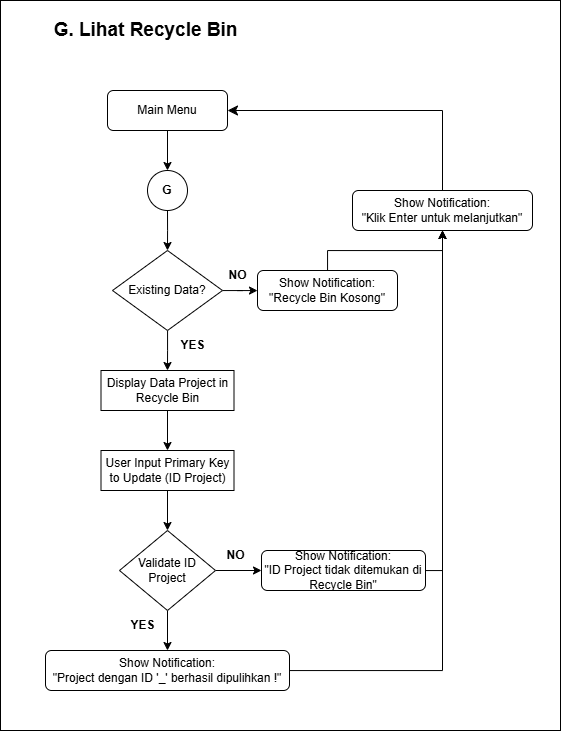 G. Lihat Recycle Bin
Main Menu
G
Show Notification:
"Klik Enter untuk melanjutkan"
Existing Data?
NO
Show Notification:
"Recycle Bin Kosong"
YES
Display Data Project in
Recycle Bin
User Input Primary Key
to Update (ID Project)
Validate ID
Project
NO
Show Notification:
"ID Project tidak ditemukan di
Recycle Bin"
YES
Show Notification:
"Project dengan ID '_' berhasil dipulihkan !"